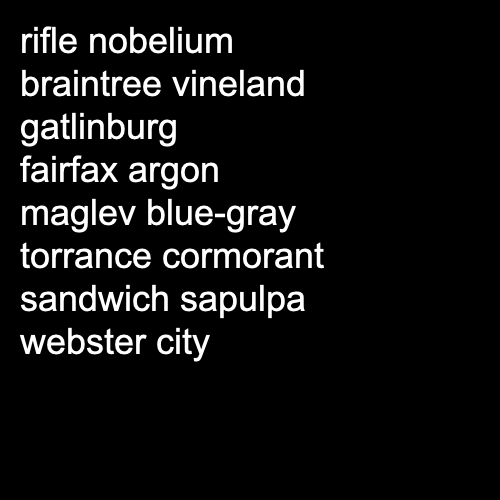 rifle nobelium
braintree vineland
gatlinburg
fairfax argon
maglev blue-gray
torrance cormorant
sandwich sapulpa
webster city